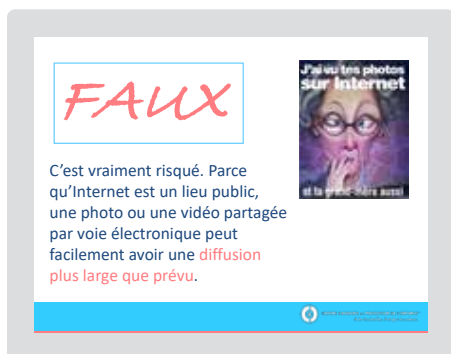 FAUX
J'ai vu tes photos
sur Internet
et ta grand-mère aussi
C'est vraiment risqué. Parce
qu'Internet est un lieu public,
une photo ou une vidéo partagée
par voie électronique peut
facilement avoir une diffusion
plus large que prévu.